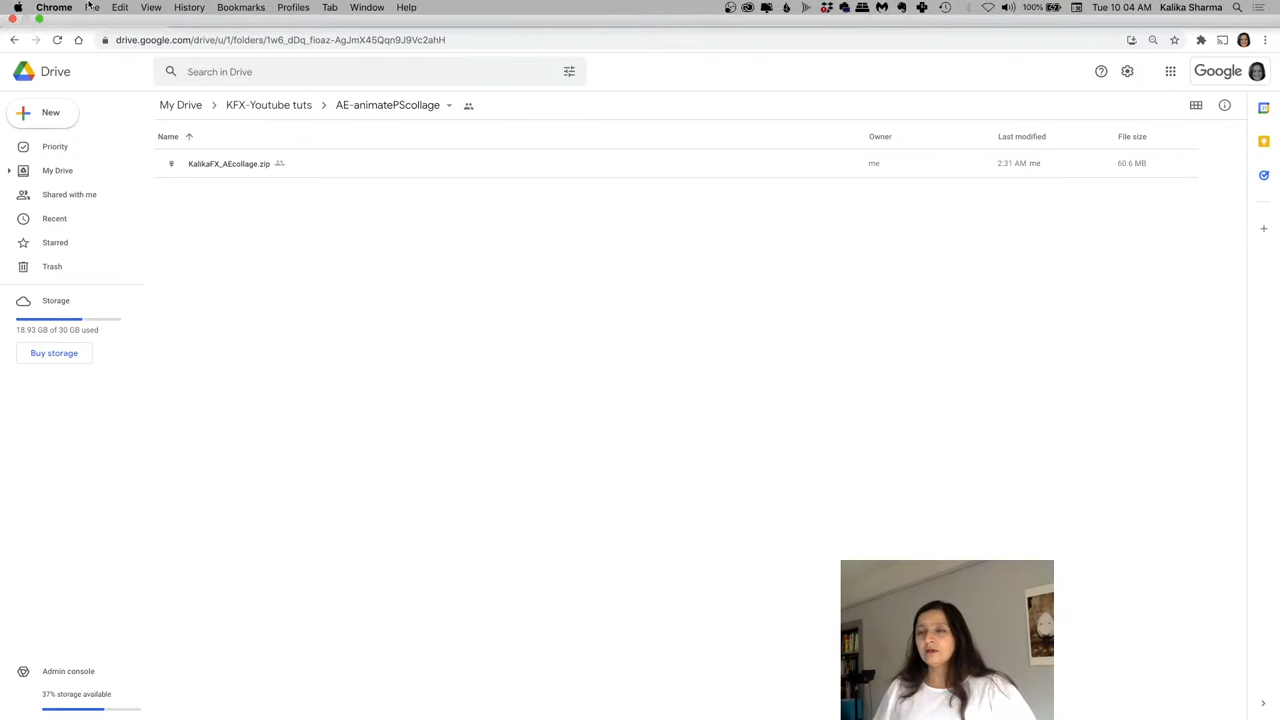 Chrome File Edit View History Bookmarks Profiles Tab Window Help 100% Tue 10 04 AM Kalika Sharma
drive.google.com/drive/u/1/folders/1w6_dDq_fioaz-AgJmX45Qqn9J9Vc2ahH
Drive Search in Drive Google
New My Drive > KFX-Youtube tuts > AE-animatePScollage
Name Owner Last modified File size
Priority
KalikaFX_AEcollage.zip me 2:31 AM me 60.6 MB
My Drive
Shared with me
Recent
Starred
Trash
Storage
18.93 GB of 30 GB used
Buy storage
Admin console
37% storage available